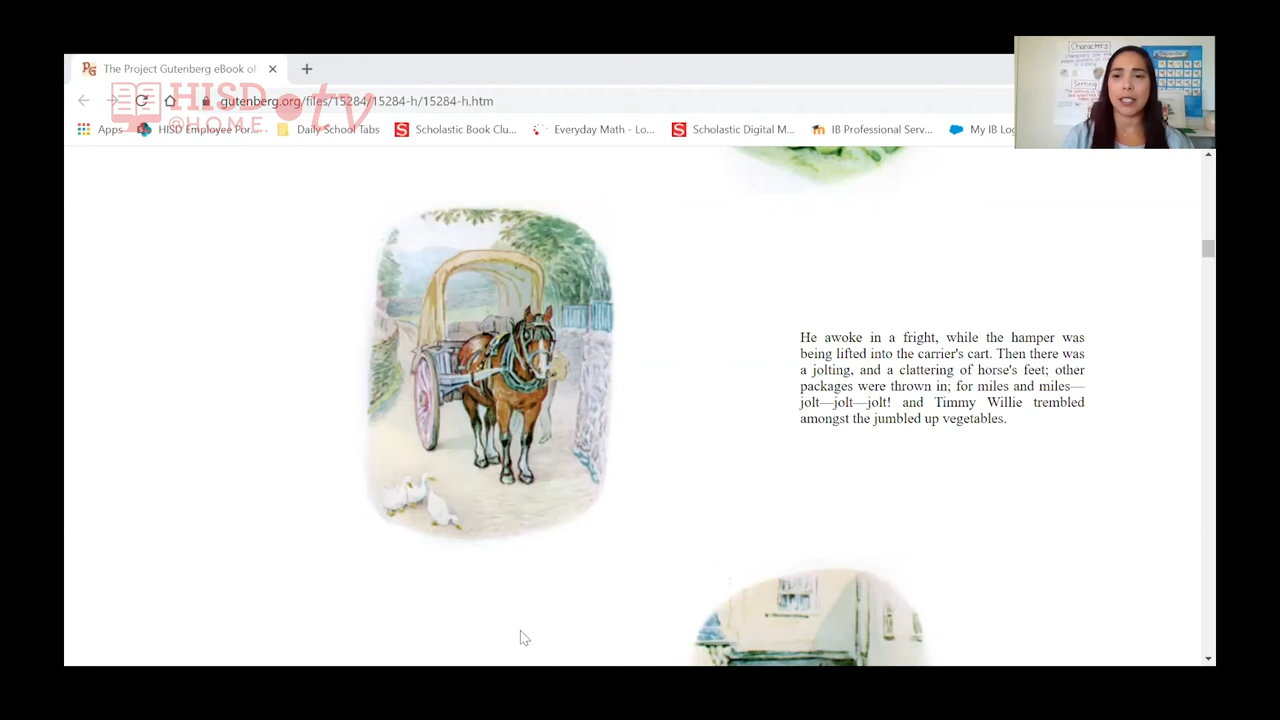 The Project Gutenberg eBook of
HISD
@HOME
tv
gutenberg.org/files/15284/15284-h/15284-h.htm
Apps
HISD Employee Por...
Daily School Tabs
Scholastic Book Clu...
Everyday Math - Lo...
Scholastic Digital M...
IB Professional Serv...
My IB Log
Characters
Setting
He awoke in a fright, while the hamper was
being lifted into the carrier's cart. Then there was
a jolting, and a clattering of horse's feet; other
packages were thrown in; for miles and miles—
jolt—jolt—jolt! and Timmy Willie trembled
amongst the jumbled up vegetables.